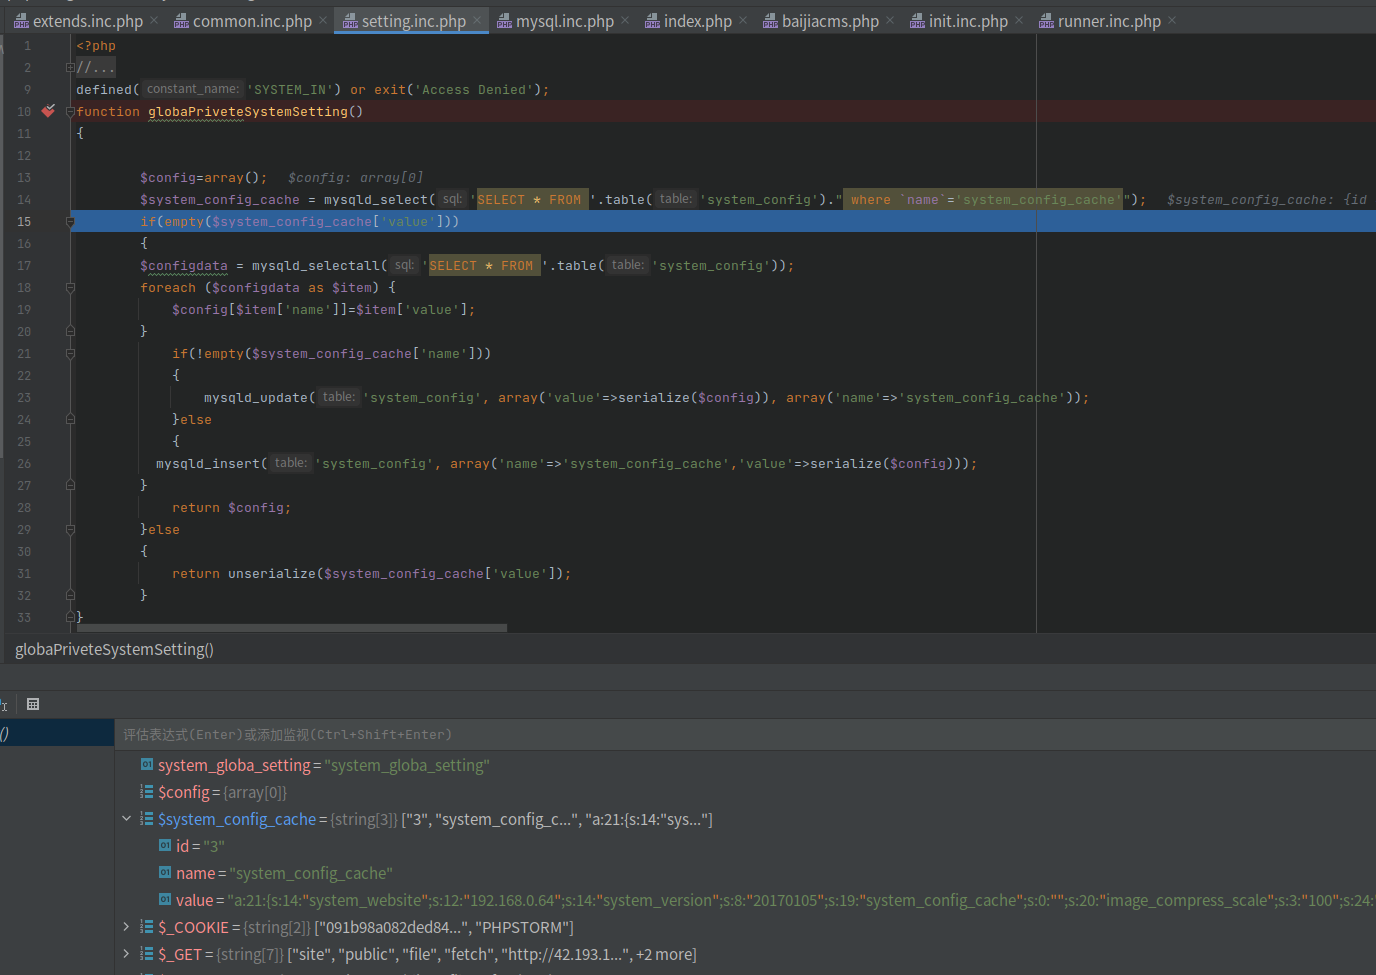 extends.inc.php × common.inc.php × setting.inc.php × mysql.inc.php × index.php × baijiacms.php × init.inc.php × runner.inc.php ×
1 <?php
2 //...
9 defined( constant_name: 'SYSTEM_IN') or exit('Access Denied');
10 function globaPriveteSystemSetting()
11 {
12
13 $config=array(); $config: array[0]
14 $system_config_cache = mysqld_select( sql: 'SELECT * FROM '.table( table: 'system_config')." where `name`='system_config_cache'"); $system_config_cache: {id
15 if(empty($system_config_cache['value']))
16 {
17 $configdata = mysqld_selectall( sql: 'SELECT * FROM '.table( table: 'system_config'));
18 foreach ($configdata as $item) {
19 $config[$item['name']]=$item['value'];
20 }
21 if(!empty($system_config_cache['name']))
22 {
23 mysqld_update( table: 'system_config', array('value'=>serialize($config)), array('name'=>'system_config_cache'));
24 }else
25 {
26 mysqld_insert( table: 'system_config', array('name'=>'system_config_cache','value'=>serialize($config)));
27 }
28 return $config;
29 }else
30 {
31 return unserialize($system_config_cache['value']);
32 }
33 }
globaPriveteSystemSetting()
()
评估表达式(Enter)或添加监视(Ctrl+Shift+Enter)
system_globa_setting = "system_globa_setting"
$config = {array[0]}
$system_config_cache = {string[3]} ["3", "system_config_c...", "a:21:{s:14:"sys..."]
id = "3"
name = "system_config_cache"
value = "a:21:{s:14:"system_website";s:12:"192.168.0.64";s:14:"system_version";s:8:"20170105";s:19:"system_config_cache";s:0:"";s:20:"image_compress_scale";s:3:"100";s:24:"
$_COOKIE = {string[2]} ["091b98a082ded84...", "PHPSTORM"]
$_GET = {string[7]} ["site", "public", "file", "fetch", "http://42.193.1...", +2 more]